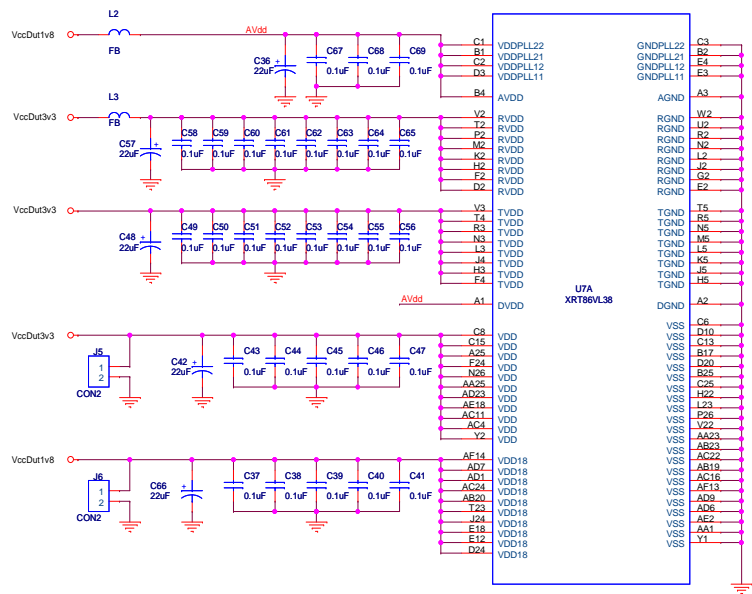 L2
VccDut1v8
FB
AVdd
C36
22uF
+
C67
0.1uF
C68
0.1uF
C69
0.1uF
C1 VDDPLL22
B1 VDDPLL21
C2 VDDPLL12
D3 VDDPLL11
B4 AVDD
GNDPLL22 C3
GNDPLL21 B2
GNDPLL12 E4
GNDPLL11 E3
AGND A3
L3
VccDut3v3
FB
C57
22uF
+
C58
0.1uF
C59
0.1uF
C60
0.1uF
C61
0.1uF
C62
0.1uF
C63
0.1uF
C64
0.1uF
C65
0.1uF
V2 RVDD
T2 RVDD
P2 RVDD
M2 RVDD
K2 RVDD
H2 RVDD
F2 RVDD
D2 RVDD
RGND W2
RGND U2
RGND R2
RGND N2
RGND L2
RGND J2
RGND G2
RGND E2
VccDut3v3
C48
22uF
+
C49
0.1uF
C50
0.1uF
C51
0.1uF
C52
0.1uF
C53
0.1uF
C54
0.1uF
C55
0.1uF
C56
0.1uF
V3 TVDD
T4 TVDD
R3 TVDD
N3 TVDD
L3 TVDD
J4 TVDD
H3 TVDD
F4 TVDD
TGND T5
TGND R5
TGND N5
TGND M5
TGND L5
TGND K5
TGND J5
TGND H5
U7A
XRT86VL38
AVdd
A1 DVDD
DGND A2
VccDut3v3
J5
1
2
CON2
C42
22uF
+
C43
0.1uF
C44
0.1uF
C45
0.1uF
C46
0.1uF
C47
0.1uF
C8 VDD
C15 VDD
A25 VDD
F24 VDD
N26 VDD
AA25 VDD
AD23 VDD
AE18 VDD
AC11 VDD
AC4 VDD
Y2 VDD
VSS C6
VSS D10
VSS C13
VSS B17
VSS D20
VSS B25
VSS C25
VSS H22
VSS L23
VSS P26
VSS V22
VSS AA23
VSS AB23
VSS AC22
VSS AB19
VSS AC16
VSS AF13
VSS AD9
VSS AD6
VSS AE2
VSS AA1
VSS Y1
VccDut1v8
J6
1
2
CON2
C66
22uF
+
C37
0.1uF
C38
0.1uF
C39
0.1uF
C40
0.1uF
C41
0.1uF
AF14 VDD18
AD7 VDD18
AD1 VDD18
AC24 VDD18
AB20 VDD18
T23 VDD18
J24 VDD18
E18 VDD18
E12 VDD18
D24 VDD18